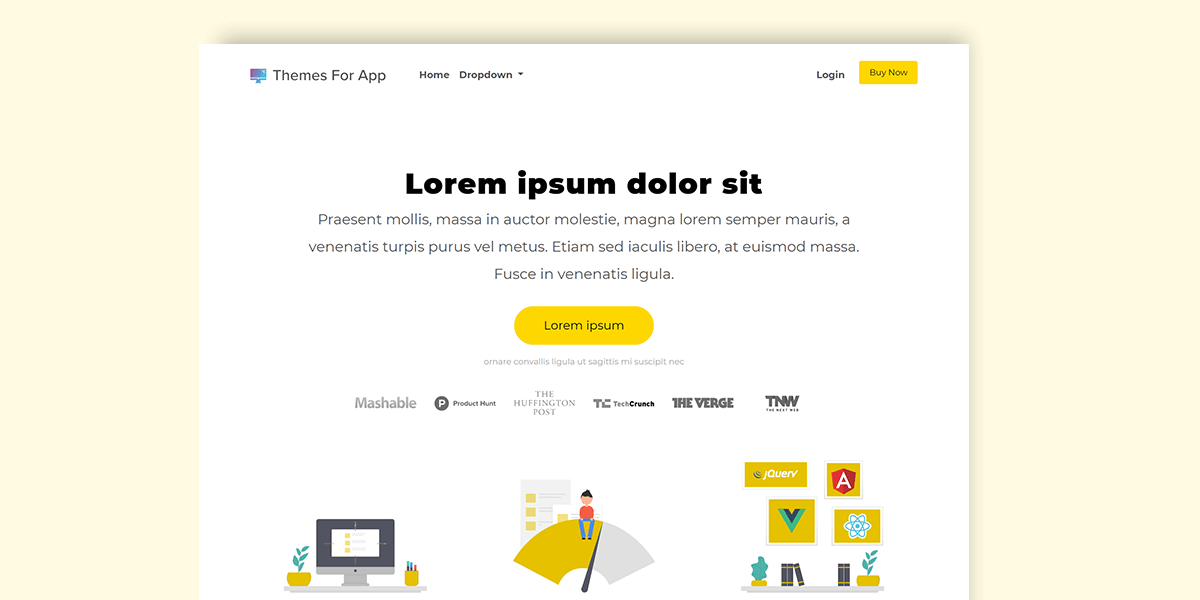 Themes For App
Home
Dropdown
Login
Buy Now
Lorem ipsum dolor sit
Praesent mollis, massa in auctor molestie, magna lorem semper mauris, a
venenatis turpis purus vel metus. Etiam sed iaculis libero, at euismod massa.
Fusce in venenatis ligula.
Lorem ipsum
ornare convallis ligula ut sagittis mi suscipit nec
Mashable
P Product Hunt
THE
HUFFINGTON
POST
TC TechCrunch
THE VERGE
TNW
THE NEXT WEB
jQuery
A